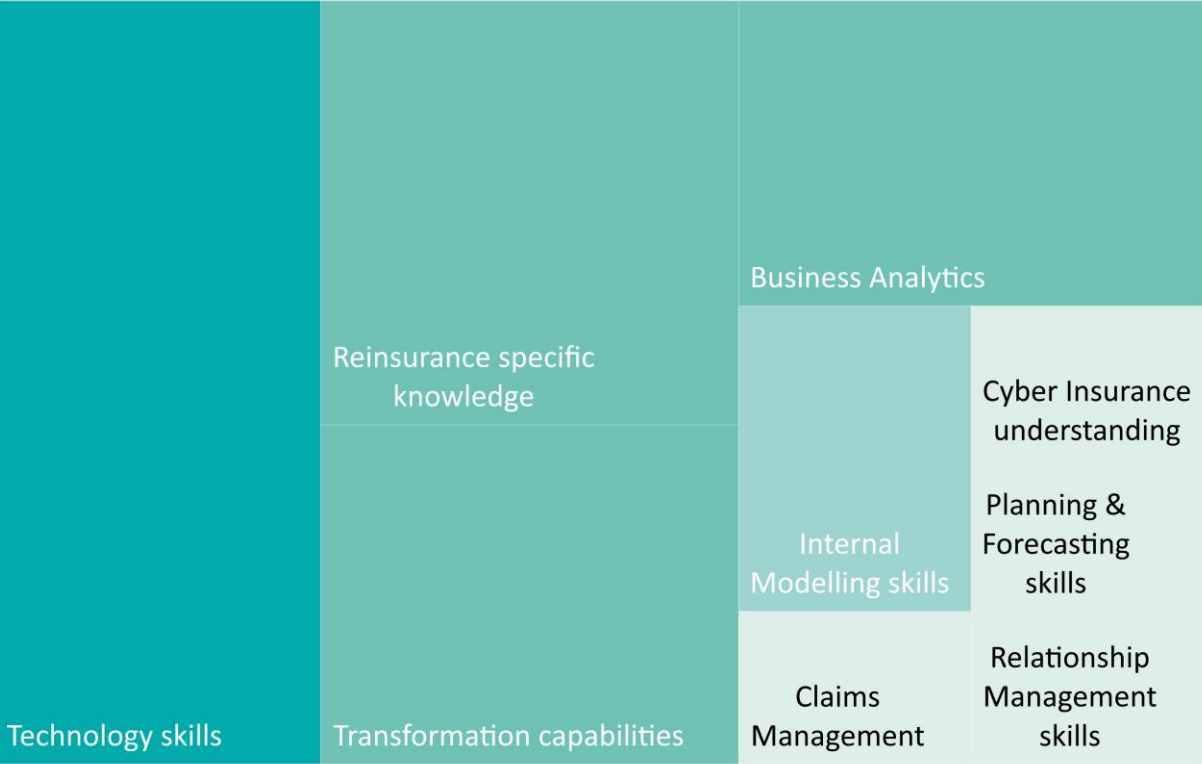 Technology skills
Reinsurance specific
knowledge
Transformation capabilities
Business Analytics
Internal
Modelling skills
Cyber Insurance
understanding
Planning &
Forecasting
skills
Claims
Management
Relationship
Management
skills